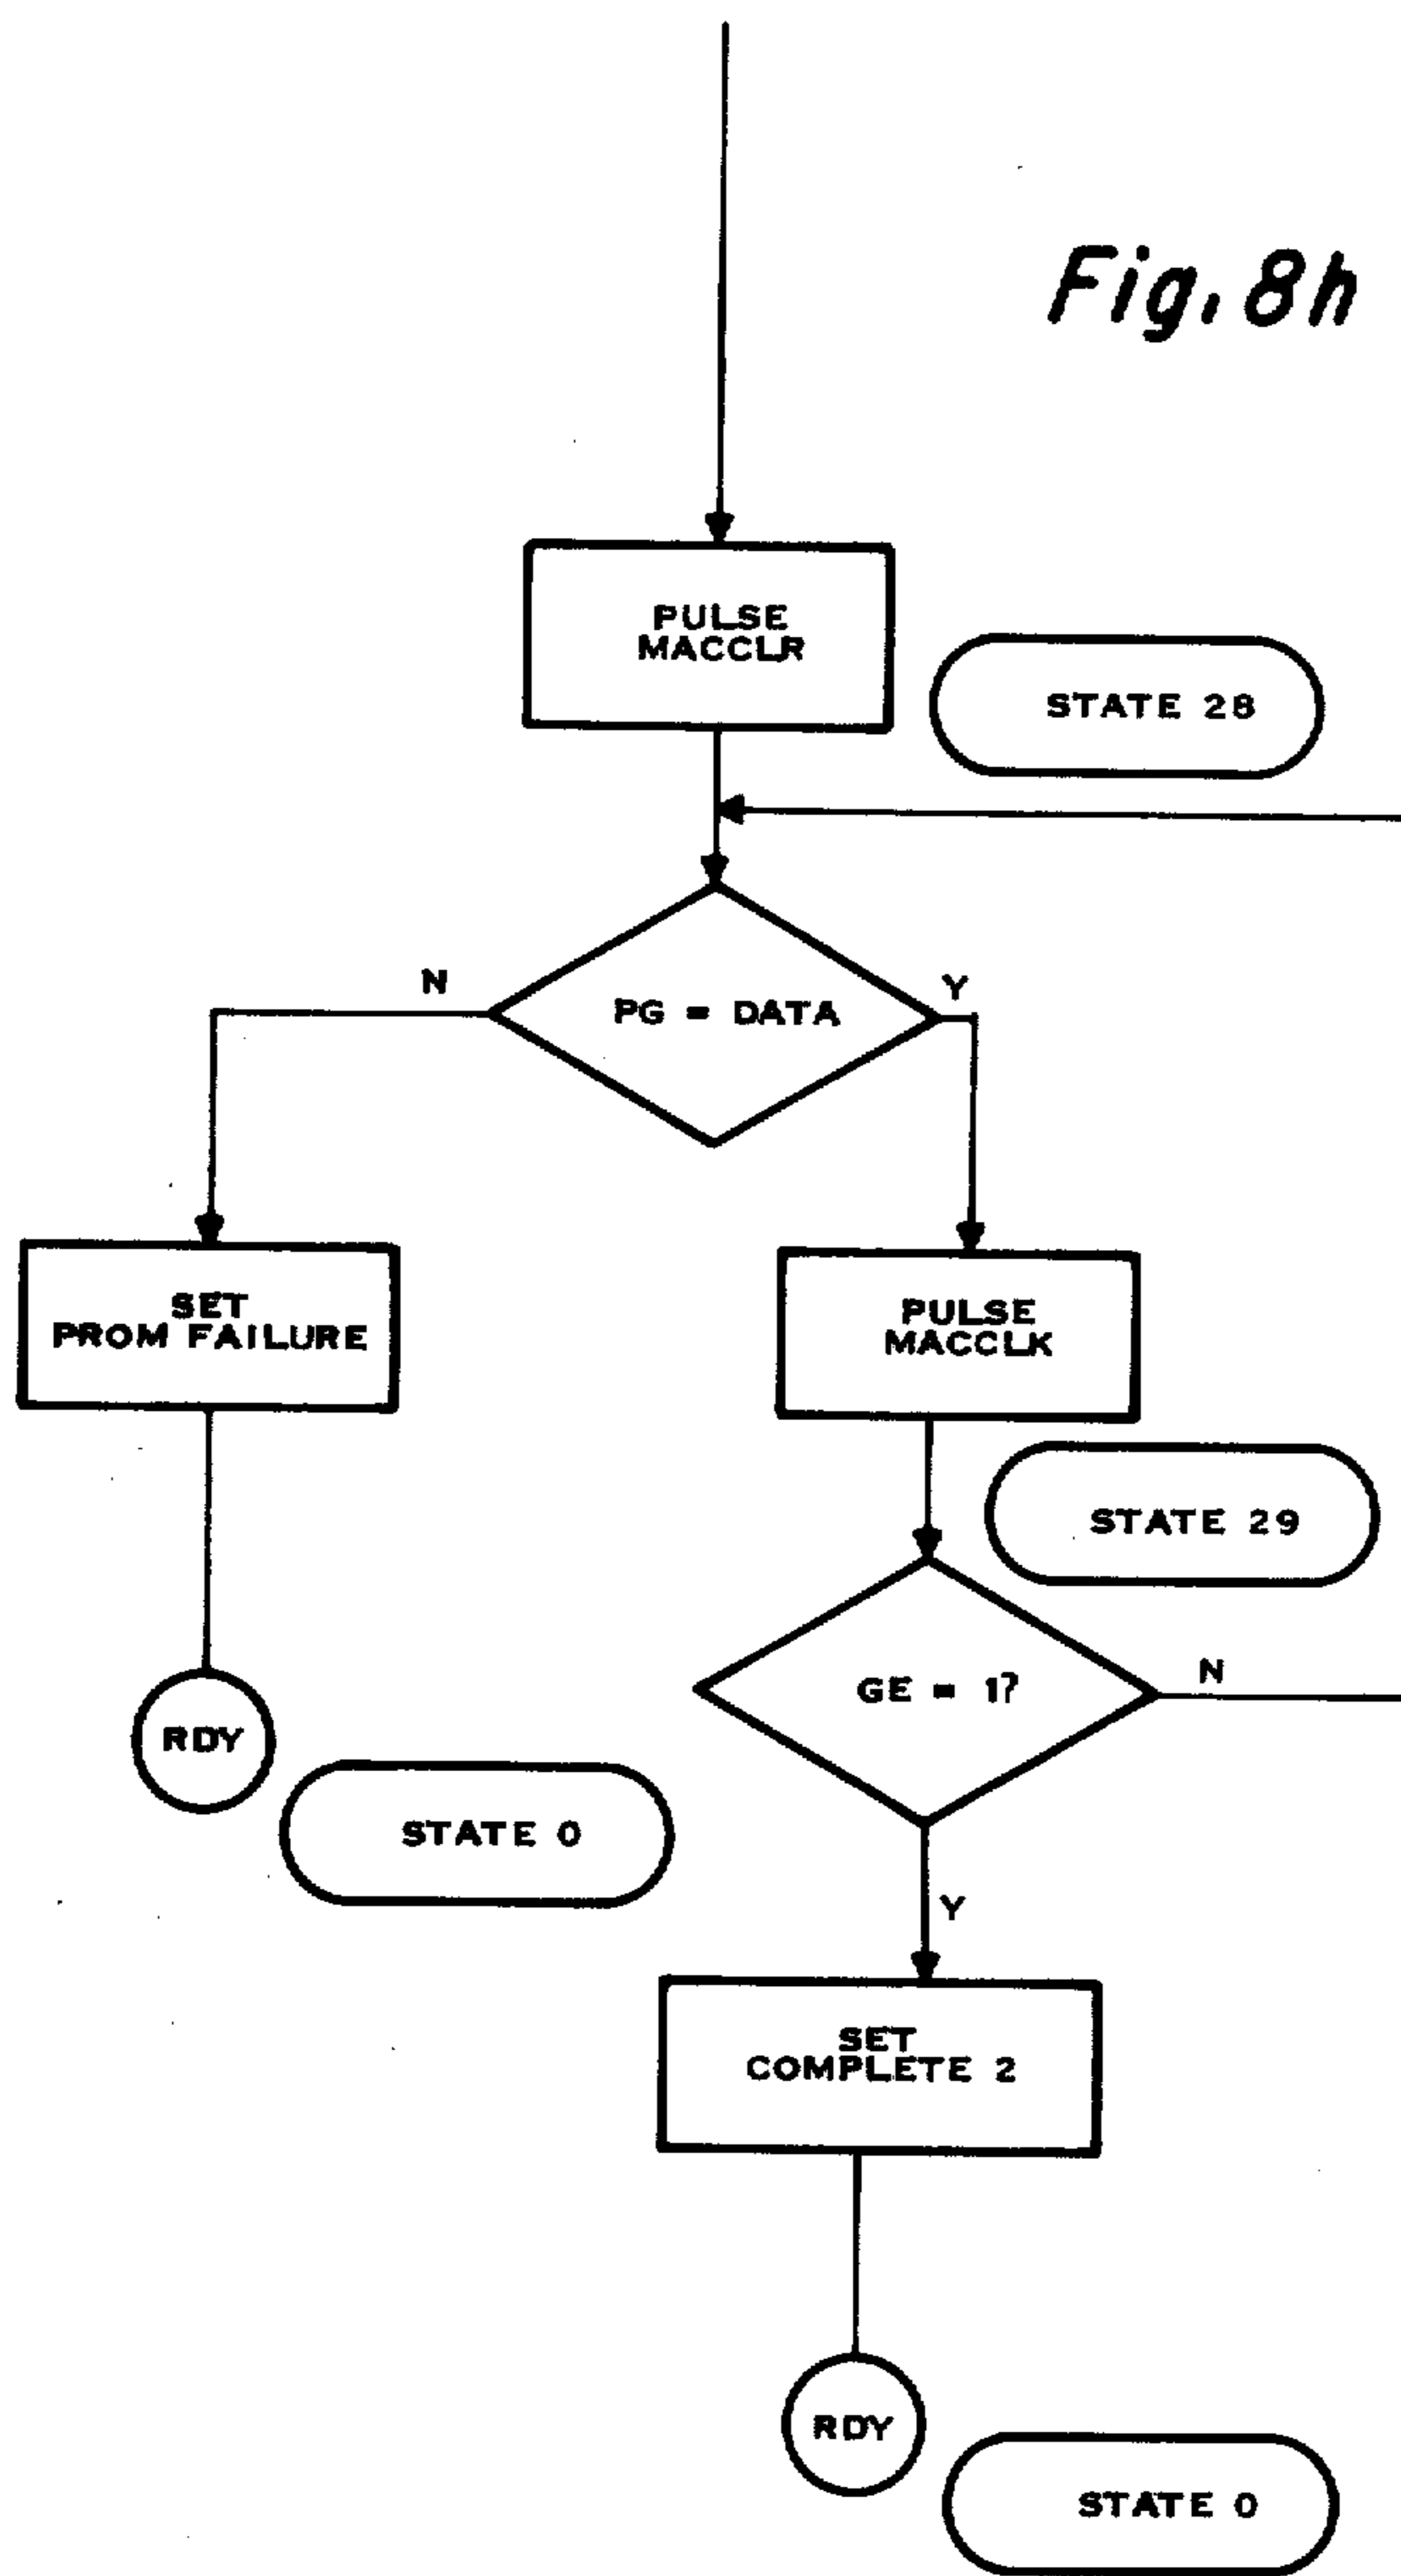 Fig. 8h
PULSE
MACCLR
STATE 28
N
Y
PG = DATA
SET
PROM FAILURE
PULSE
MACCLK
STATE 29
GE = 1?
N
RDY
STATE 0
Y
SET
COMPLETE 2
RDY
STATE 0